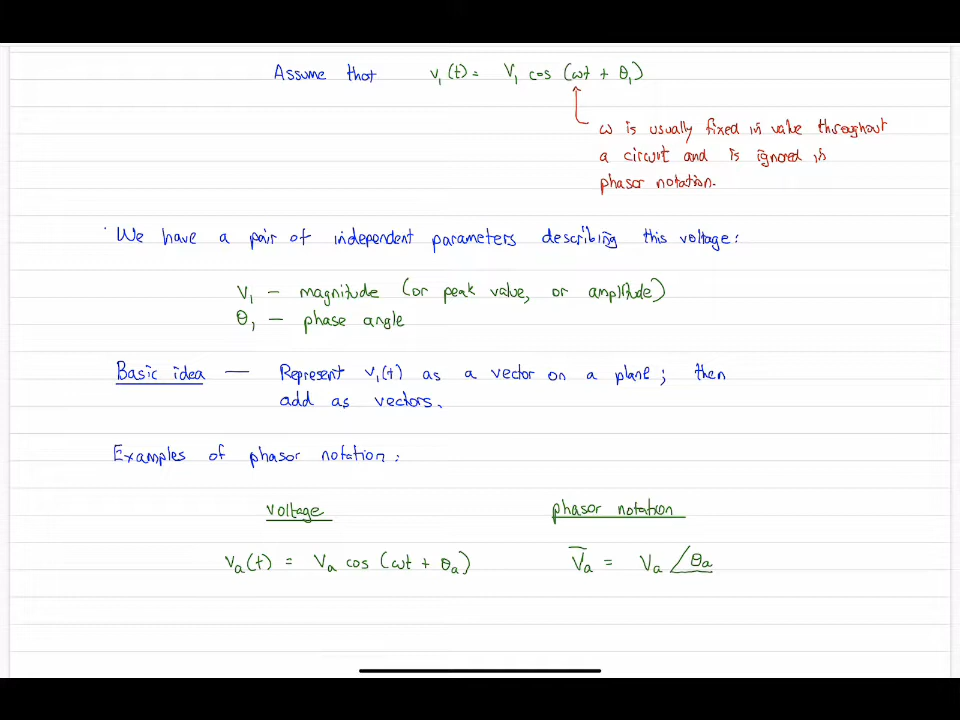 Assume that v₁(t) = V₁ cos (ωt + θ₁)
ω is usually fixed in value throughout
a circuit and is ignored in
phasor notation.
We have a pair of independent parameters describing this voltage:
V₁ — magnitude (or peak value, or amplitude)
θ₁ — phase angle
Basic idea — Represent v₁(t) as a vector on a plane; then
add as vectors.
Examples of phasor notation:
voltage phasor notation
vₐ(t) = Vₐ cos (ωt + θₐ) V̅ₐ = Vₐ ∠θₐ